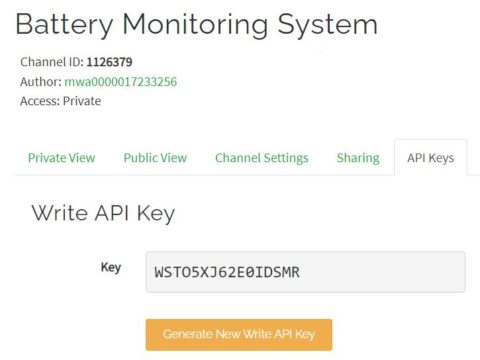 Battery Monitoring System
Channel ID: 1126379
Author: mwa0000017233256
Access: Private
Private View Public View Channel Settings Sharing API Keys
Write API Key
Key WSTO5XJ62E0IDSMR
Generate New Write API Key